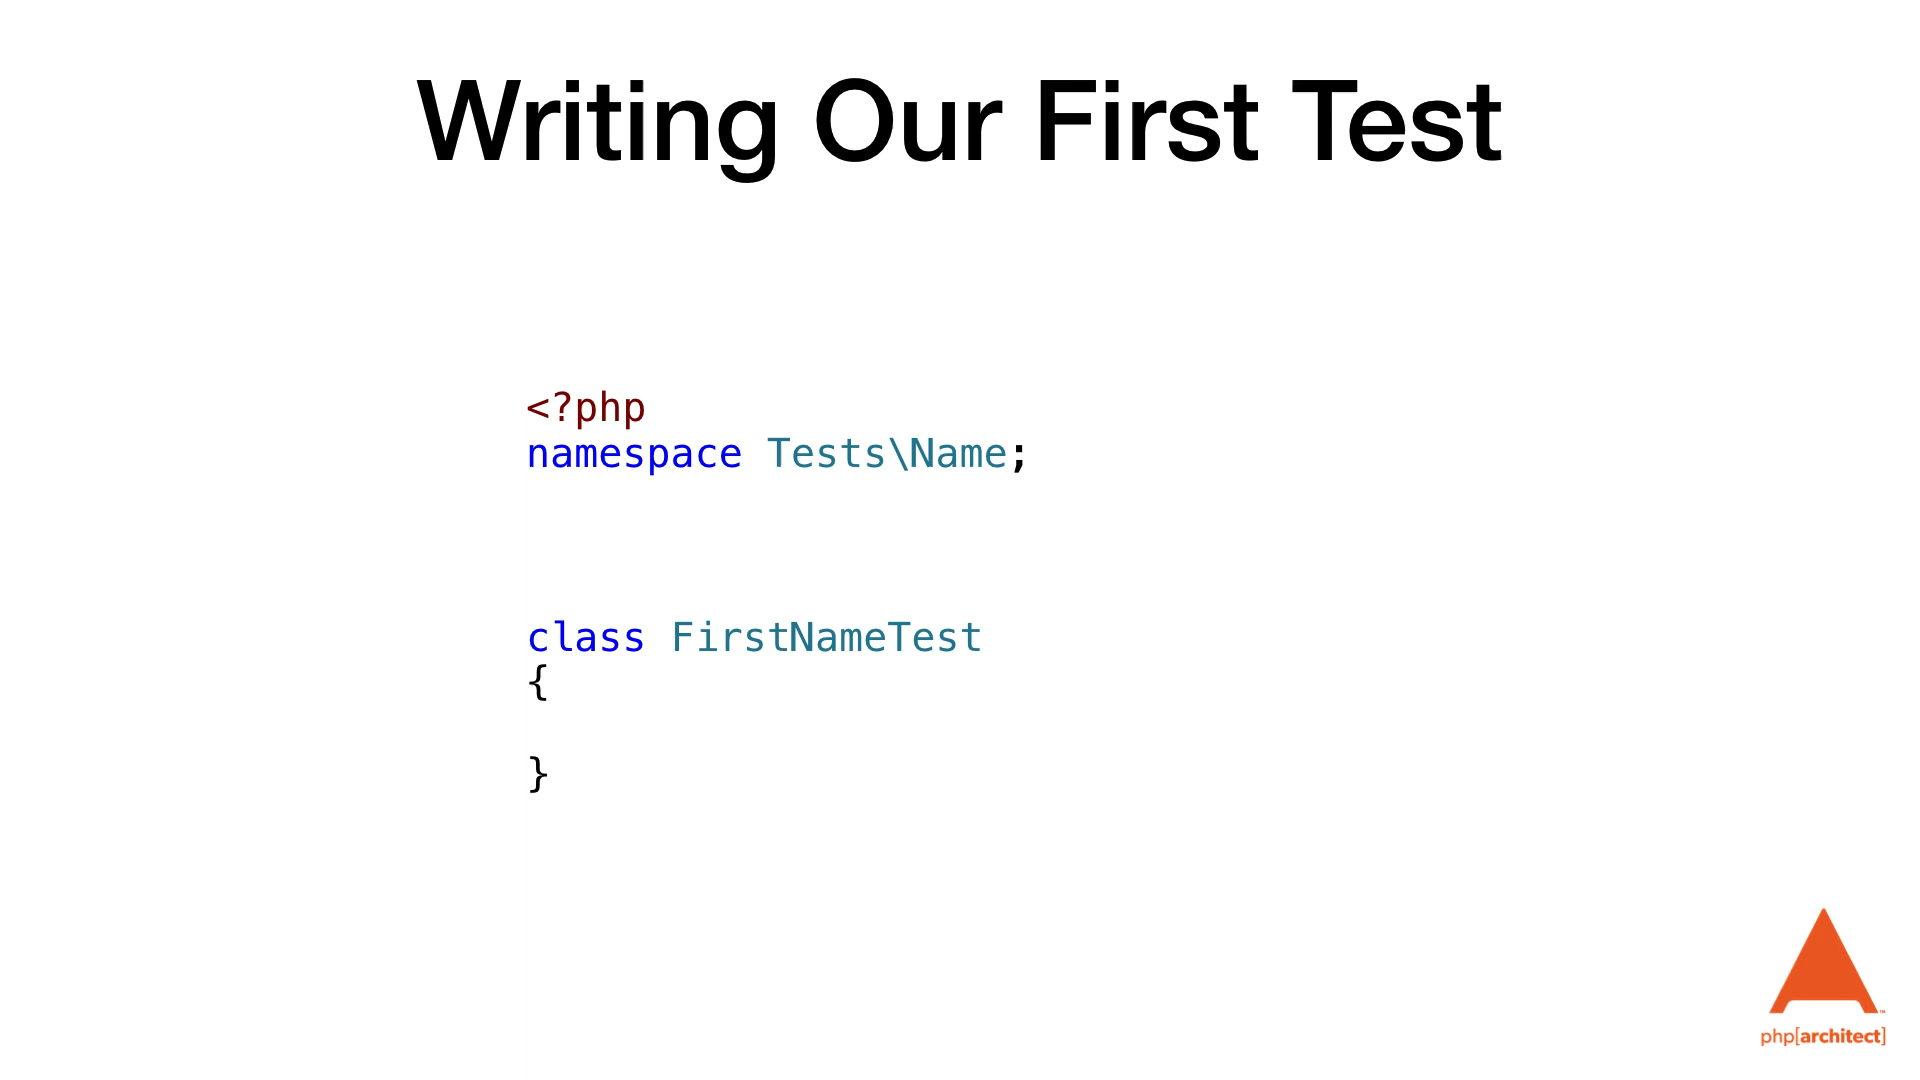 Writing Our First Test
<?php
namespace Tests\Name;
class FirstNameTest
{
}
php[architect]